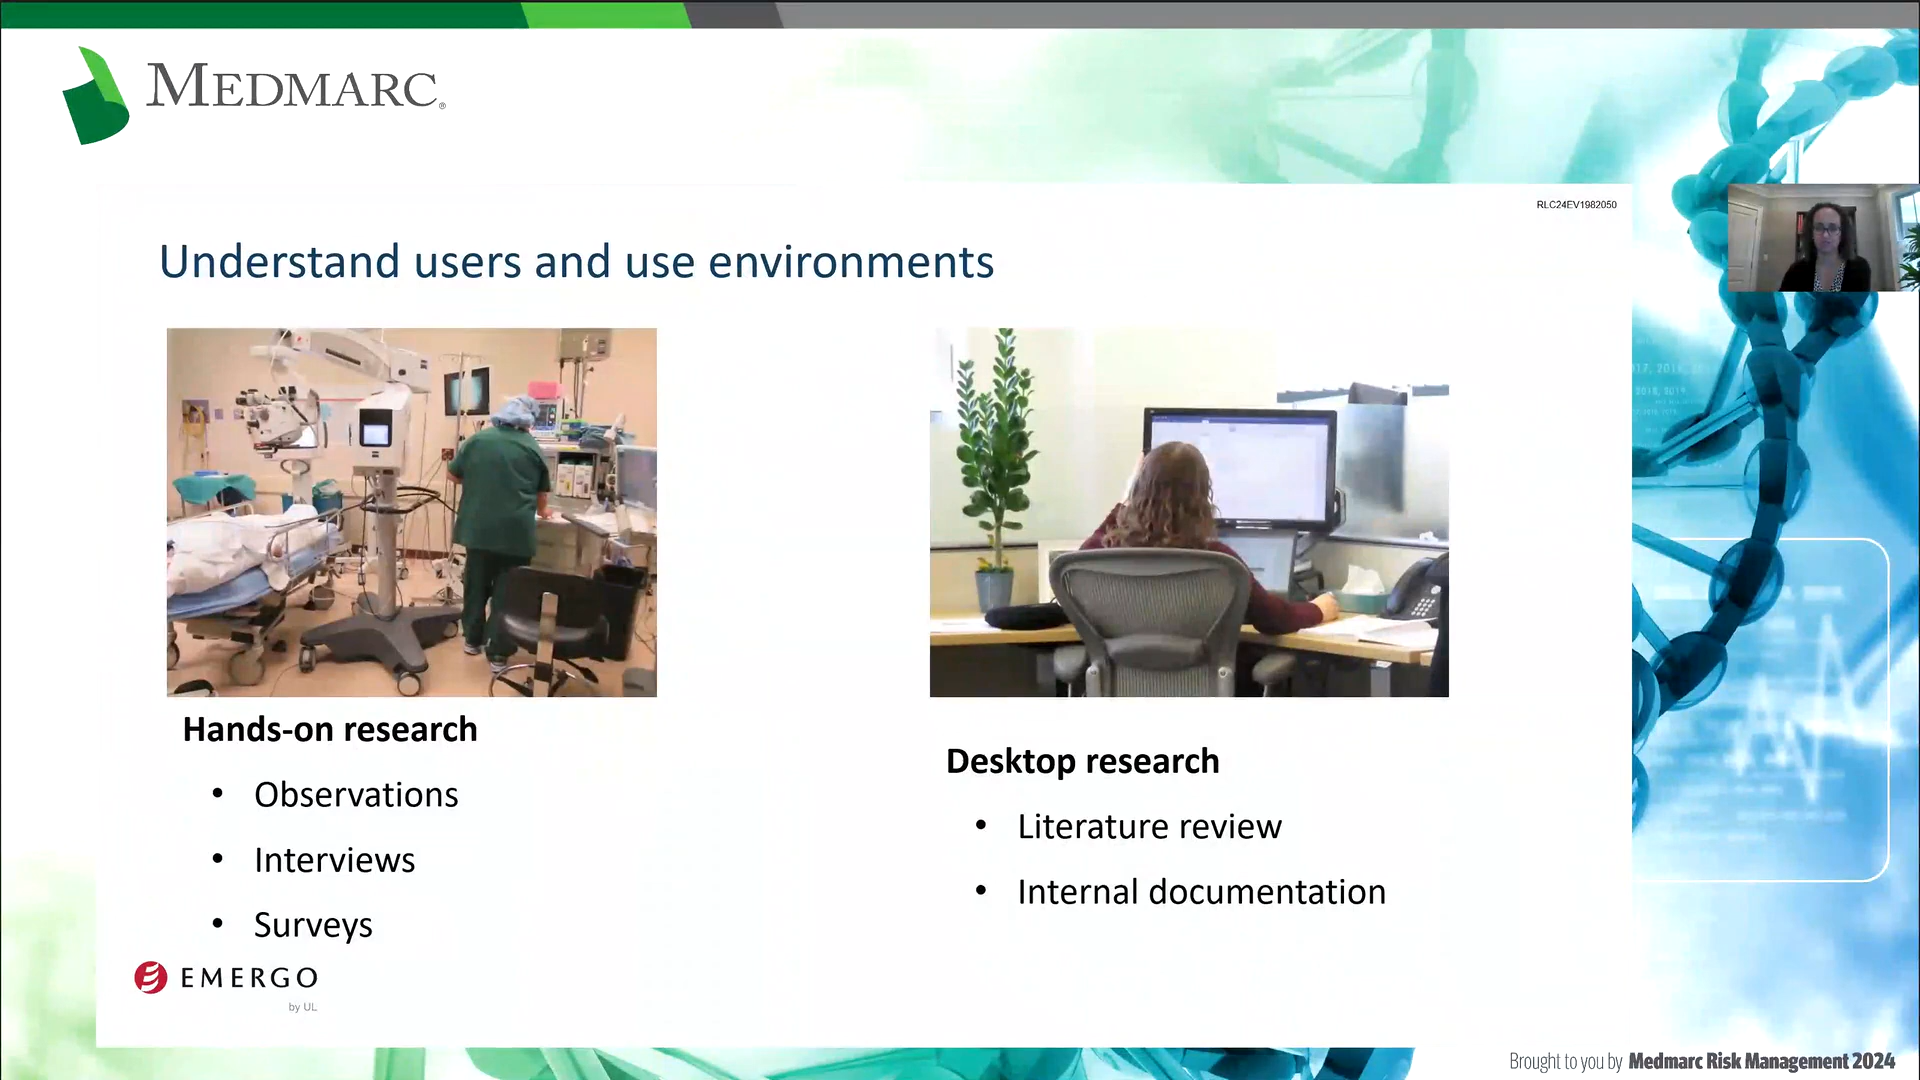 MEDMARC®
RLC24EV1982050
Understand users and use environments
Hands-on research
• Observations
• Interviews
• Surveys
Desktop research
• Literature review
• Internal documentation
EMERGO
by UL
Brought to you by Medmarc Risk Management 2024